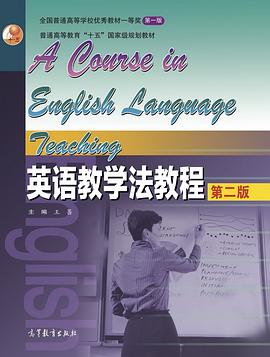 全国普通高等学校优秀教材一等奖 第一版
普通高等教育“十五”国家级规划教材
A Course in
English Language
Teaching
英语教学法教程 第二版
主编 王蔷
English
高等教育出版社